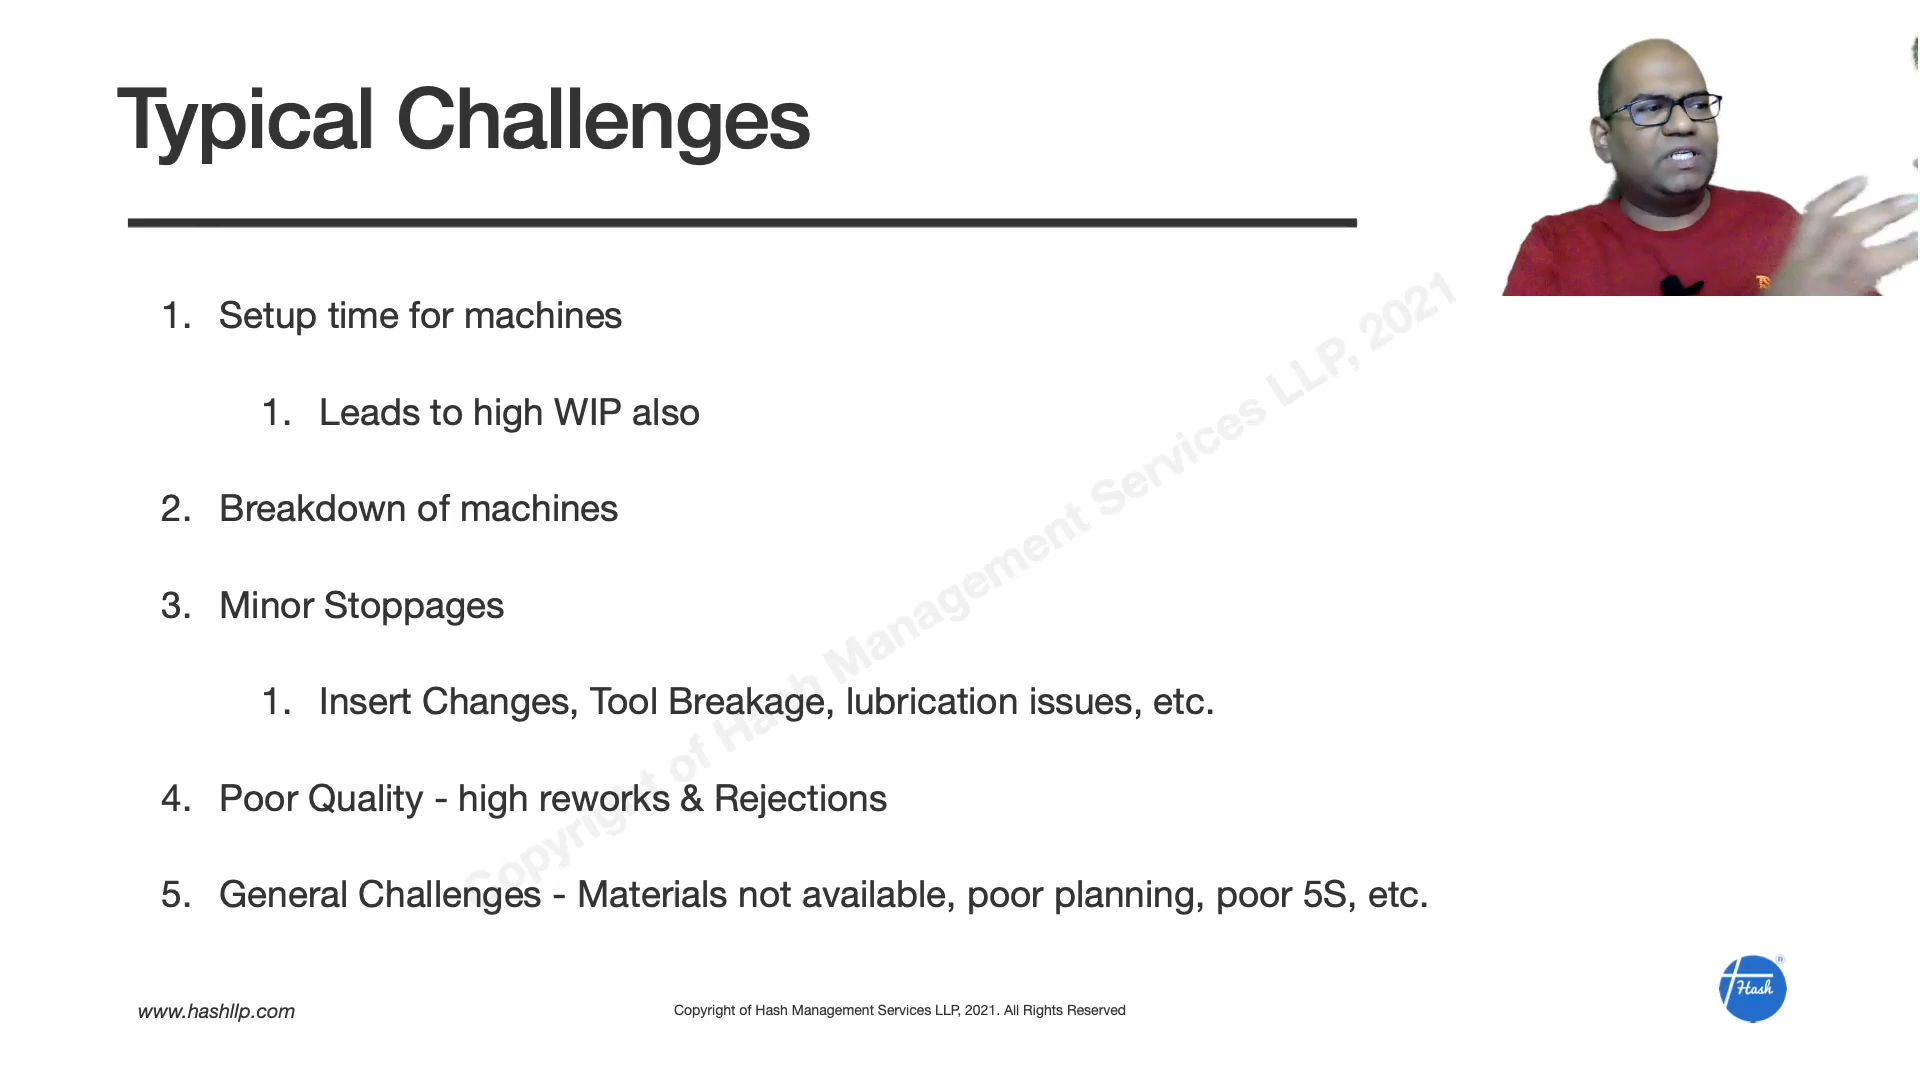 Typical Challenges
1. Setup time for machines
1. Leads to high WIP also
2. Breakdown of machines
3. Minor Stoppages
1. Insert Changes, Tool Breakage, lubrication issues, etc.
4. Poor Quality - high reworks & Rejections
5. General Challenges - Materials not available, poor planning, poor 5S, etc.
Copyright of Hash Management Services LLP, 2021
www.hashllp.com
Copyright of Hash Management Services LLP, 2021. All Rights Reserved
Hash
®